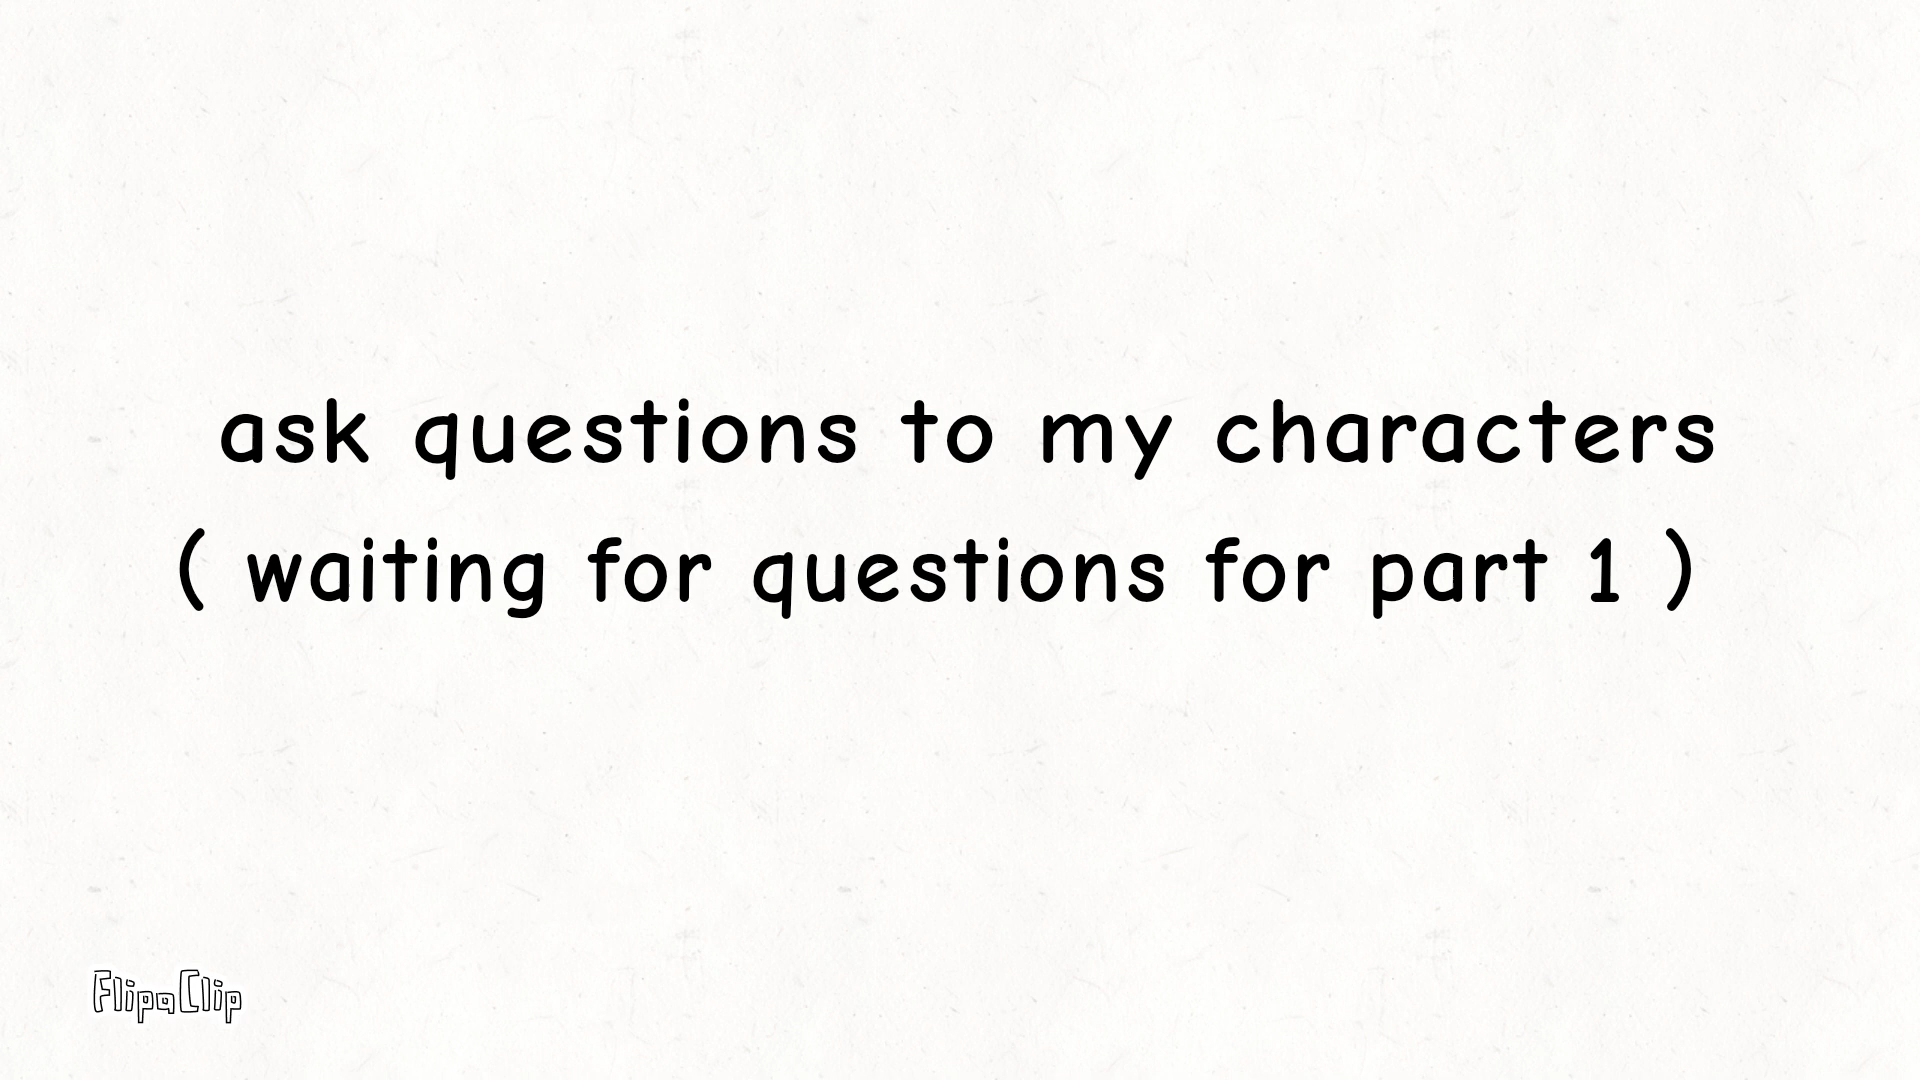 ask questions to my characters
( waiting for questions for part 1 )
FlipaClip